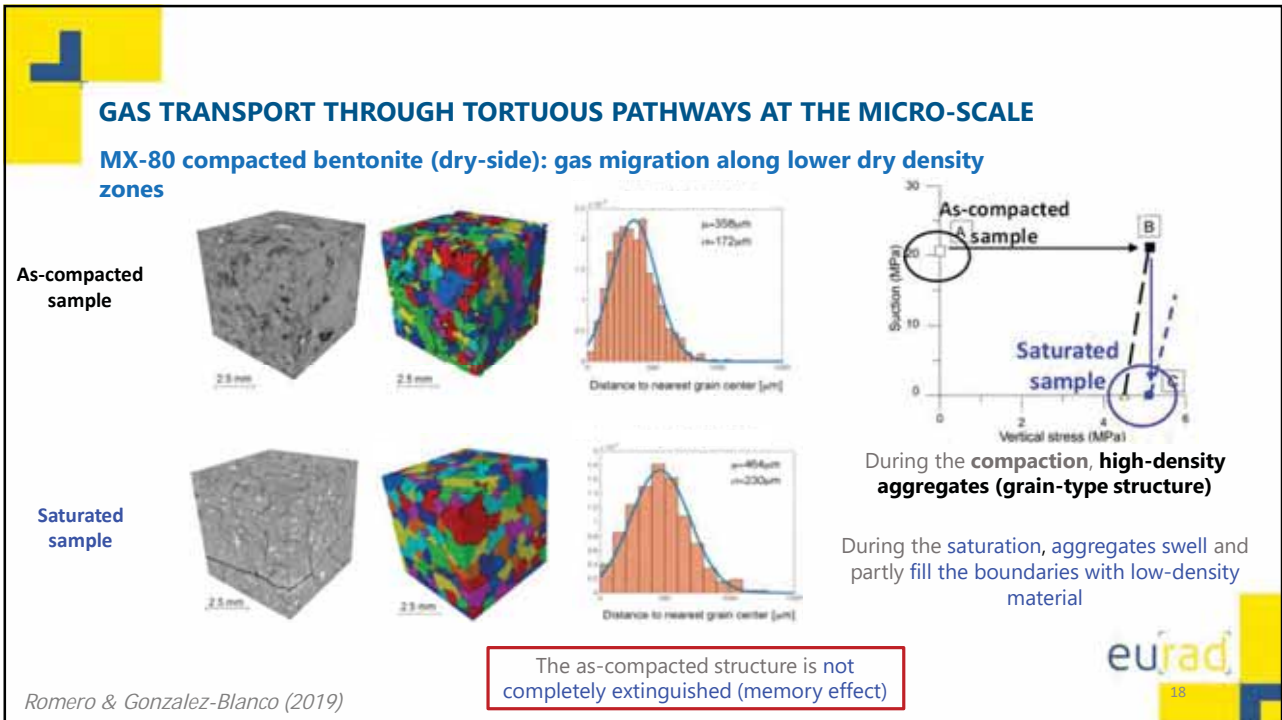 GAS TRANSPORT THROUGH TORTUOUS PATHWAYS AT THE MICRO-SCALE
MX-80 compacted bentonite (dry-side): gas migration along lower dry density
zones
As-compacted
sample
2.5 mm
2.5 mm
μ=358μm
Distance to nearest grain center [μm]
30
20
10
0
Suction (MPa)
As-compacted
A sample
B
Saturated
sample
C
0
2
4
6
Vertical stress (MPa)
During the compaction, high-density
aggregates (grain-type structure)
During the saturation, aggregates swell and
partly fill the boundaries with low-density
material
Saturated
sample
2.5 mm
2.5 mm
μ=464μm
Distance to nearest grain center [μm]
The as-compacted structure is not
completely extinguished (memory effect)
eurad
18
Romero & Gonzalez-Blanco (2019)